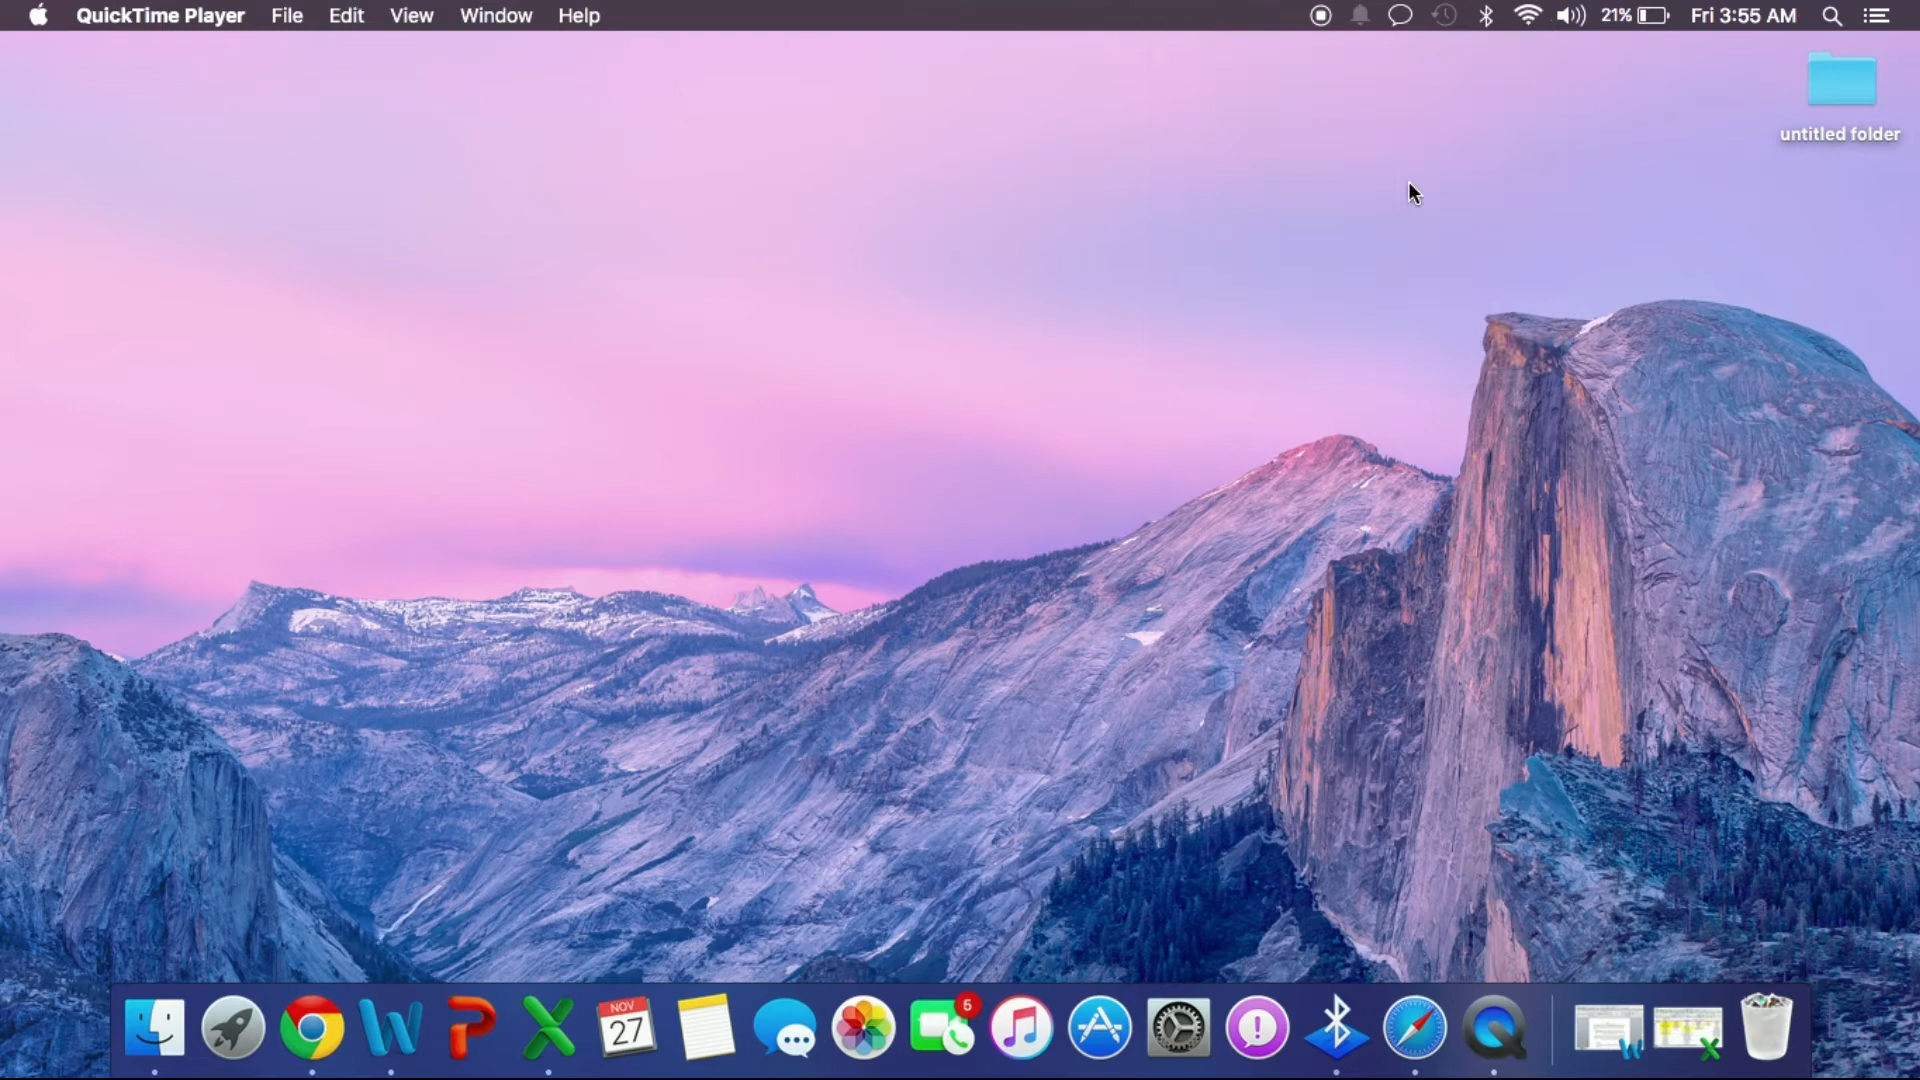 QuickTime Player File Edit View Window Help 21% Fri 3:55 AM
untitled folder
5
NOV
27